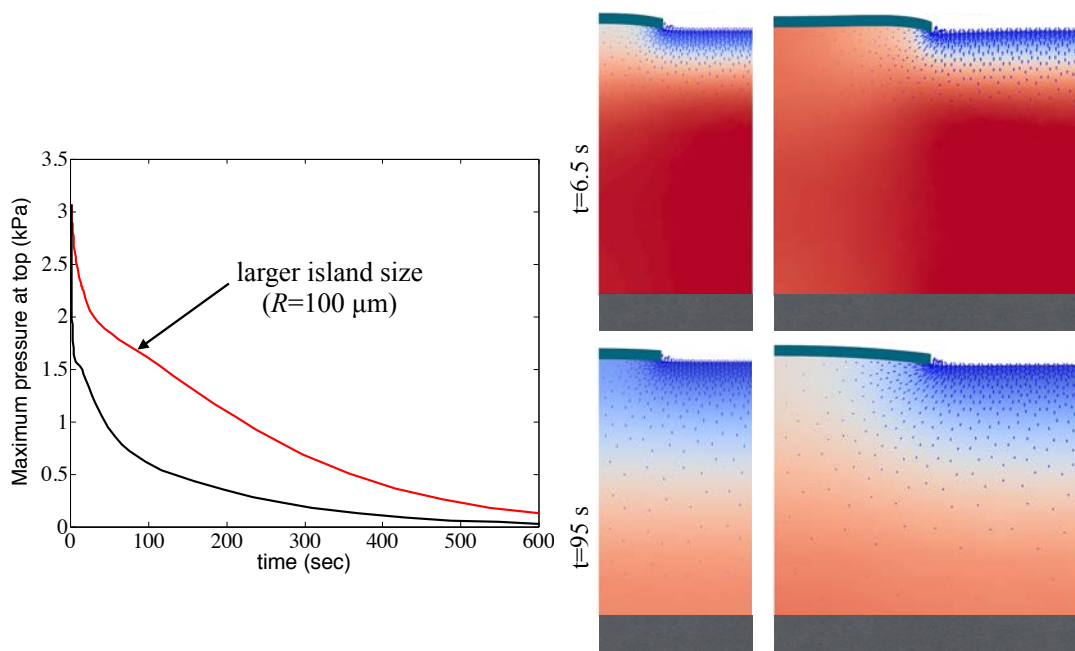 3.5
3
2.5
2
1.5
1
0.5
0
0 100 200 300 400 500 600
Maximum pressure at top (kPa)
time (sec)
larger island size
(R=100 μm)
t=6.5 s
t=95 s